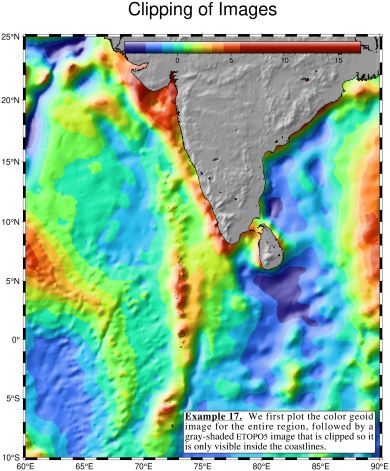 Clipping of Images
25°N
0 5 10 15
20°N
15°N
10°N
5°N
0°
5°S
Example 17. We first plot the color geoid
image for the entire region, followed by a
gray-shaded ETOPO5 image that is clipped so it
is only visible inside the coastlines.
10°S
60°E 65°E 70°E 75°E 80°E 85°E 90°E